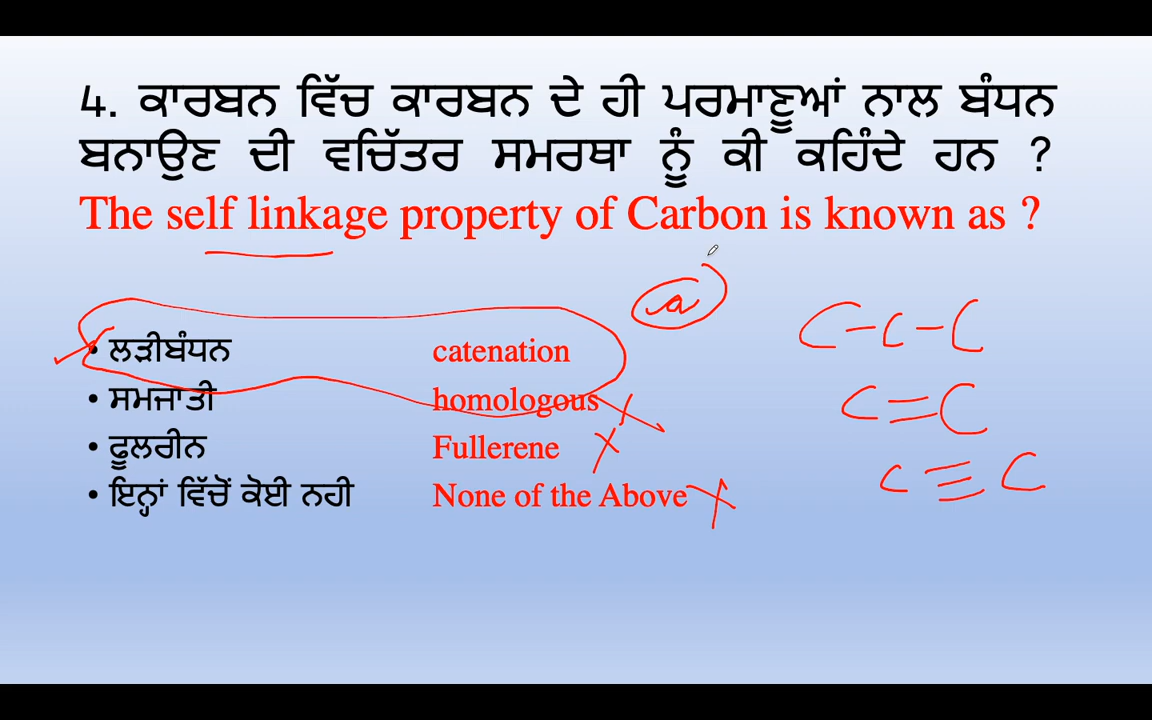 4. ਕਾਰਬਨ ਵਿੱਚ ਕਾਰਬਨ ਦੇ ਹੀ ਪਰਮਾਣੂਆਂ ਨਾਲ ਬੰਧਨ
ਬਨਾਉਣ ਦੀ ਵਚਿੱਤਰ ਸਮਰਥਾ ਨੂੰ ਕੀ ਕਹਿੰਦੇ ਹਨ ?
The self linkage property of Carbon is known as ?
a)
• ਲੜੀਬੰਧਨ catenation
• ਸਮਜਾਤੀ homologous
• ਫੂਲਰੀਨ Fullerene
• ਇਨ੍ਹਾਂ ਵਿੱਚੋਂ ਕੋਈ ਨਹੀ None of the Above
C-C-C
C=C
C≡C